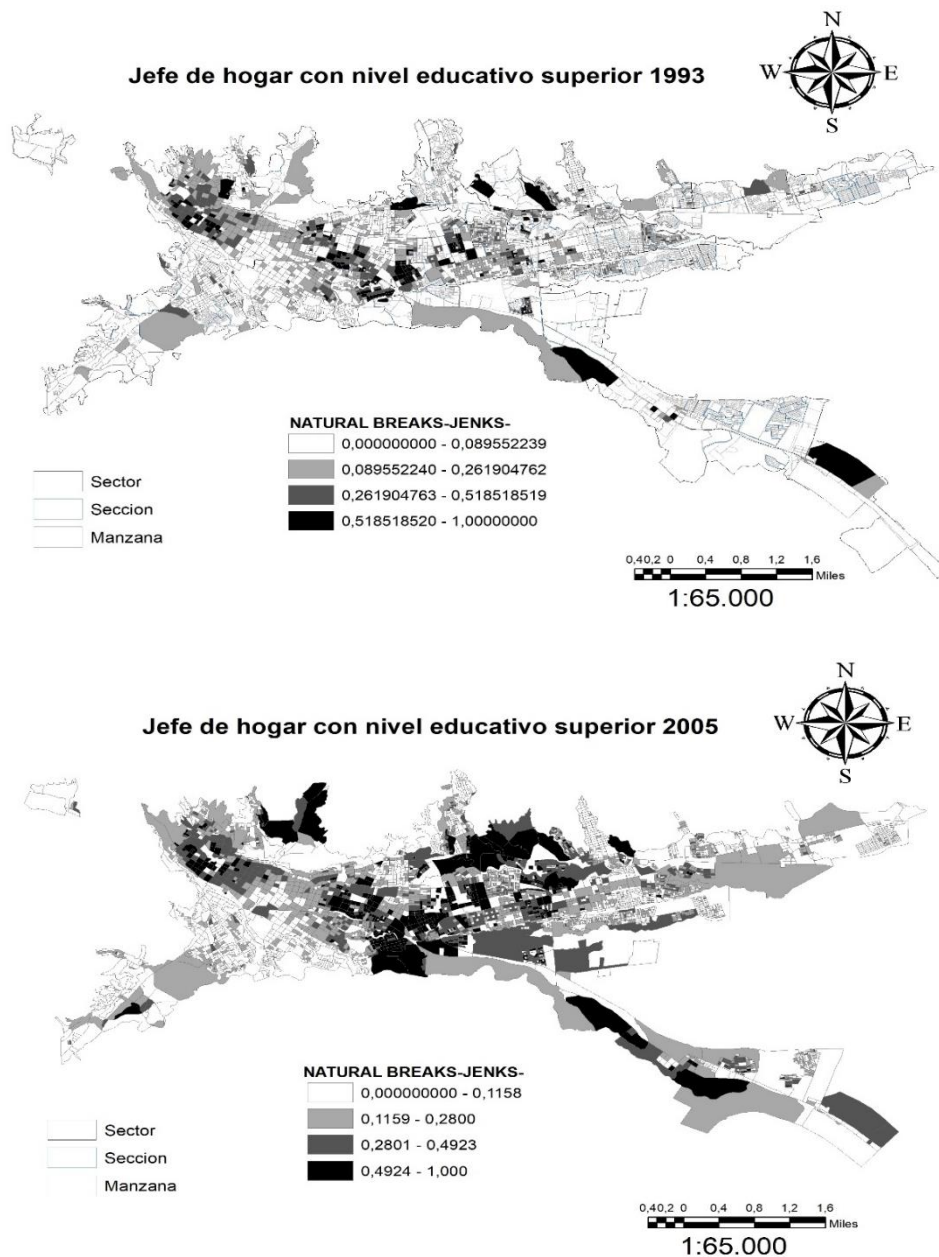 N
Jefe de hogar con nivel educativo superior 1993
W E
S
NATURAL BREAKS-JENKS-
0,000000000 - 0,089552239
0,089552240 - 0,261904762
0,261904763 - 0,518518519
0,518518520 - 1,00000000
Sector
Seccion
Manzana
0,40,2 0 0,4 0,8 1,2 1,6
Miles
1:65.000
N
Jefe de hogar con nivel educativo superior 2005
W E
S
NATURAL BREAKS-JENKS-
0,000000000 - 0,1158
0,1159 - 0,2800
0,2801 - 0,4923
0,4924 - 1,000
Sector
Seccion
Manzana
0,40,2 0 0,4 0,8 1,2 1,6
Miles
1:65.000